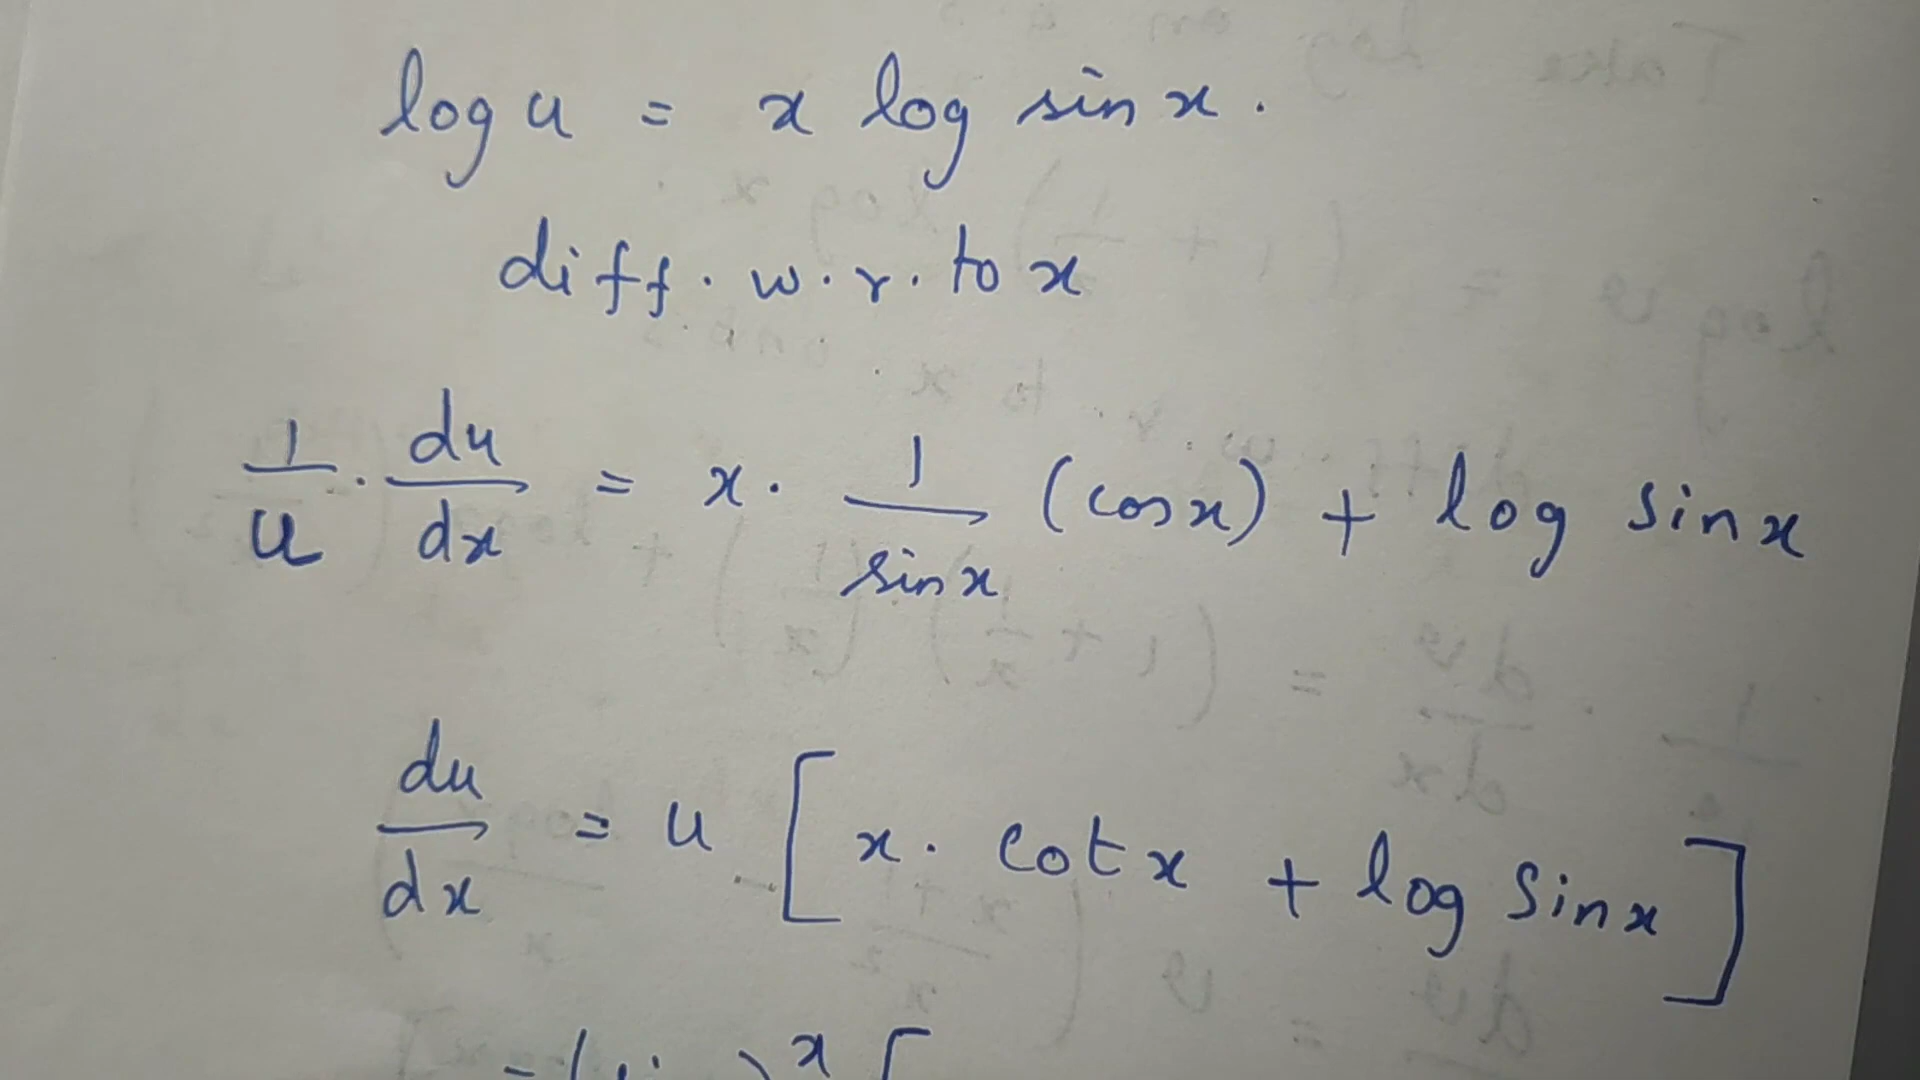 log u = x log sin x.
diff. w.r. to x
1/u · du/dx = x. 1/sin x (cos x) + log sin x
du/dx = u [x. cot x + log sin x]
x [